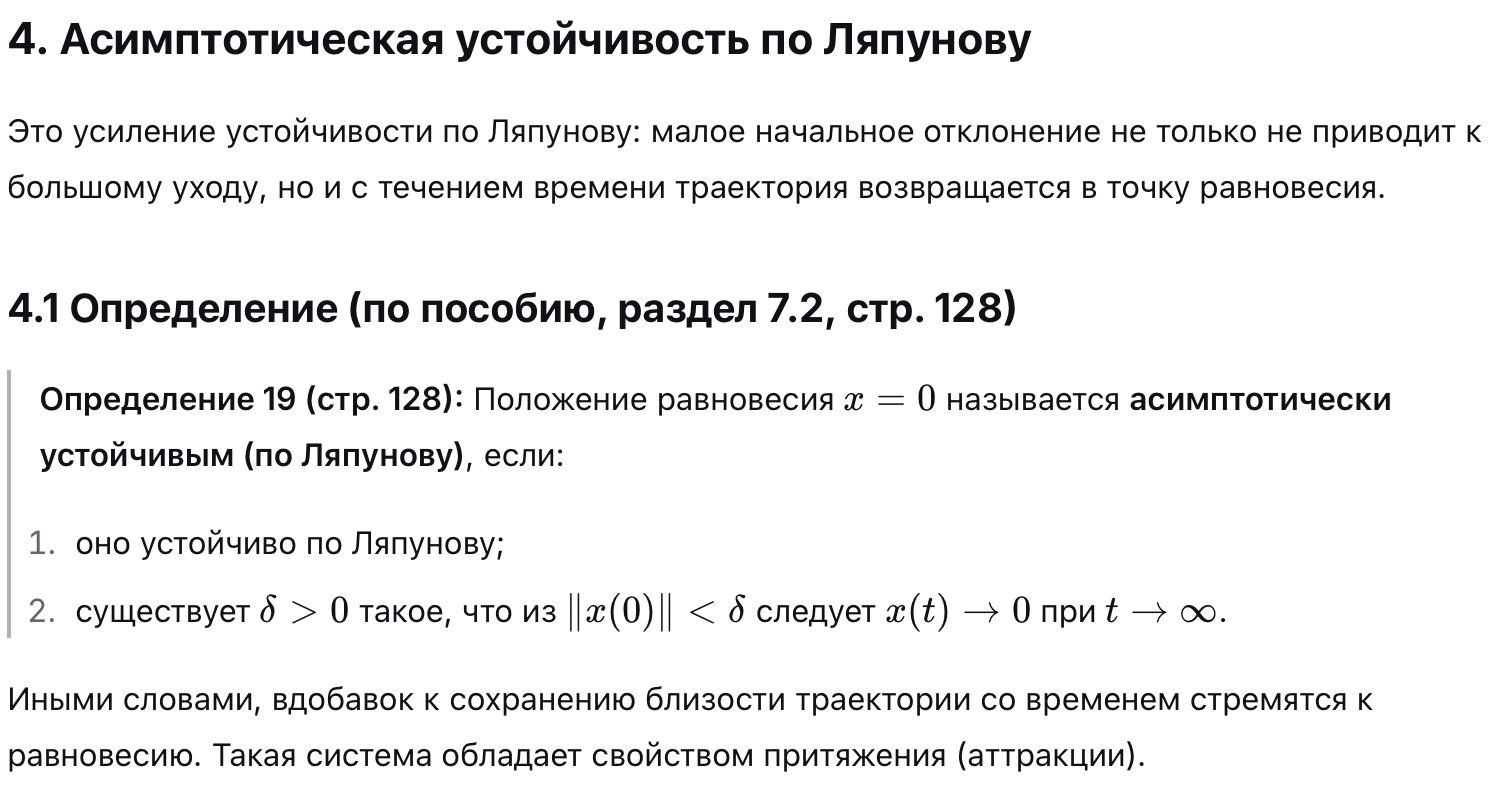 4. Асимптотическая устойчивость по Ляпунову
Это усиление устойчивости по Ляпунову: малое начальное отклонение не только не приводит к
большому уходу, но и с течением времени траектория возвращается в точку равновесия.
4.1 Определение (по пособию, раздел 7.2, стр. 128)
Определение 19 (стр. 128): Положение равновесия x = 0 называется асимптотически
устойчивым (по Ляпунову), если:
1. оно устойчиво по Ляпунову;
2. существует δ > 0 такое, что из ‖x(0)‖ < δ следует x(t) → 0 при t → ∞.
Иными словами, вдобавок к сохранению близости траектории со временем стремятся к
равновесию. Такая система обладает свойством притяжения (аттракции).